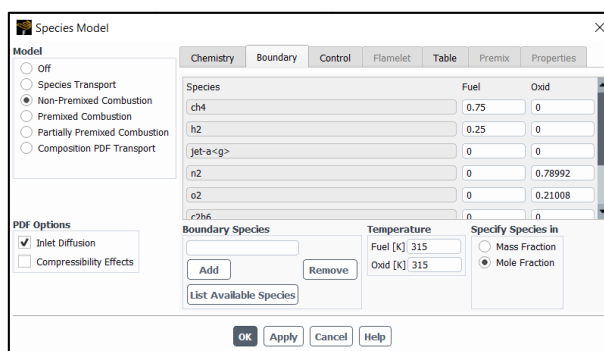 Species Model
Model
Off
Species Transport
Non-Premixed Combustion
Premixed Combustion
Partially Premixed Combustion
Composition PDF Transport
PDF Options
Inlet Diffusion
Compressibility Effects
Chemistry Boundary Control Flamelet Table Premix Properties
Species Fuel Oxid
ch4 0.75 0
h2 0.25 0
jet-a<g> 0 0
n2 0 0.78992
o2 0 0.21008
c2h6 0 0
Boundary Species
Add Remove
List Available Species
Temperature
Fuel [K] 315
Oxid [K] 315
Specify Species in
Mass Fraction
Mole Fraction
OK Apply Cancel Help